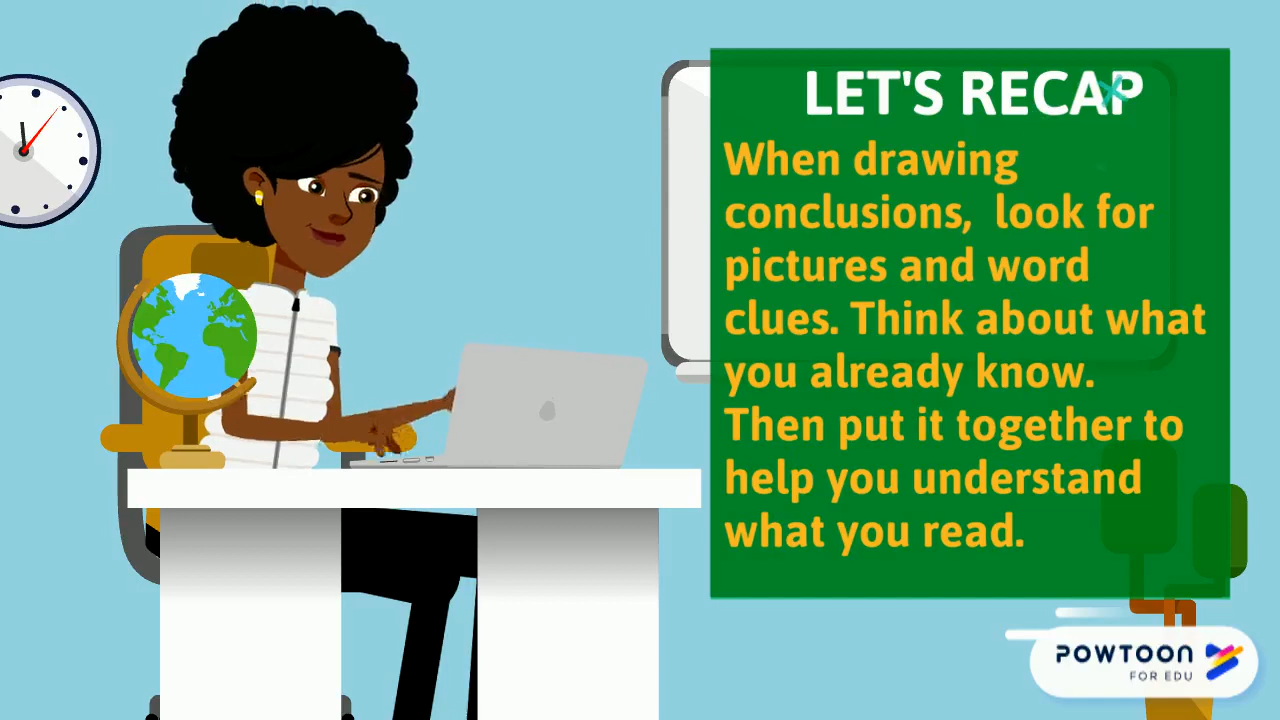 LET'S RECAP
When drawing
conclusions, look for
pictures and word
clues. Think about what
you already know.
Then put it together to
help you understand
what you read.
POWTOON
FOR EDU